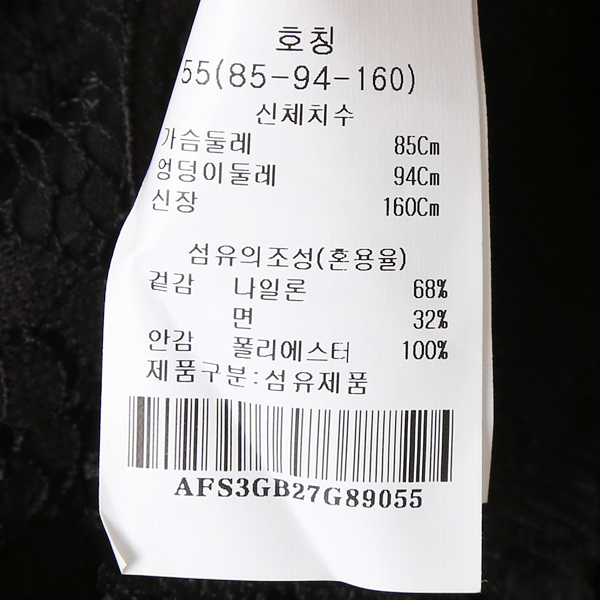 호칭
55(85-94-160)
신체치수
가슴둘레 85Cm
엉덩이둘레 94Cm
신장 160Cm
섬유의조성(혼용율)
겉감 나일론 68%
면 32%
안감 폴리에스터 100%
제품구분:섬유제품
AFS3GB27G89055